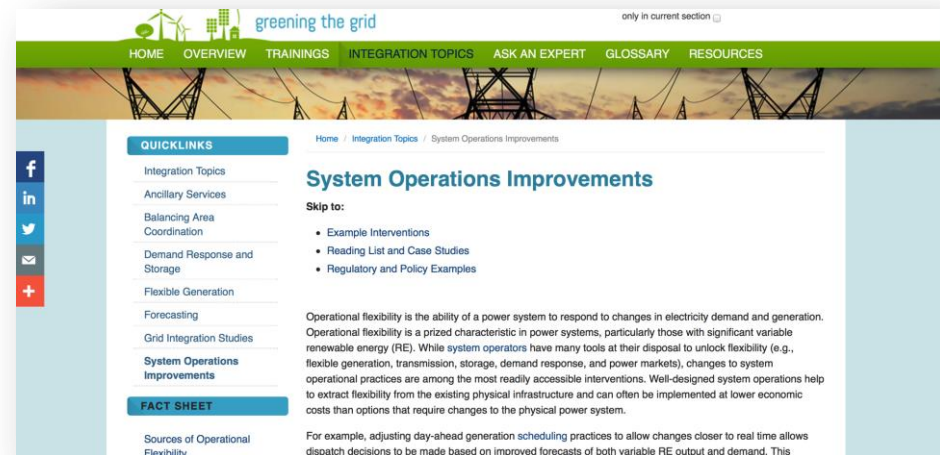 greening the grid
only in current section
HOME OVERVIEW TRAININGS INTEGRATION TOPICS ASK AN EXPERT GLOSSARY RESOURCES
QUICKLINKS
Integration Topics
Ancillary Services
Balancing Area
Coordination
Demand Response and
Storage
Flexible Generation
Forecasting
Grid Integration Studies
System Operations
Improvements
FACT SHEET
Sources of Operational
Flexibility
Home / Integration Topics / System Operations Improvements
System Operations Improvements
Skip to:
• Example Interventions
• Reading List and Case Studies
• Regulatory and Policy Examples
Operational flexibility is the ability of a power system to respond to changes in electricity demand and generation.
Operational flexibility is a prized characteristic in power systems, particularly those with significant variable
renewable energy (RE). While system operators have many tools at their disposal to unlock flexibility (e.g.,
flexible generation, transmission, storage, demand response, and power markets), changes to system
operational practices are among the most readily accessible interventions. Well-designed system operations help
to extract flexibility from the existing physical infrastructure and can often be implemented at lower economic
costs than options that require changes to the physical power system.
For example, adjusting day-ahead generation scheduling practices to allow changes closer to real time allows
dispatch decisions to be made based on improved forecasts of both variable RE output and demand. This